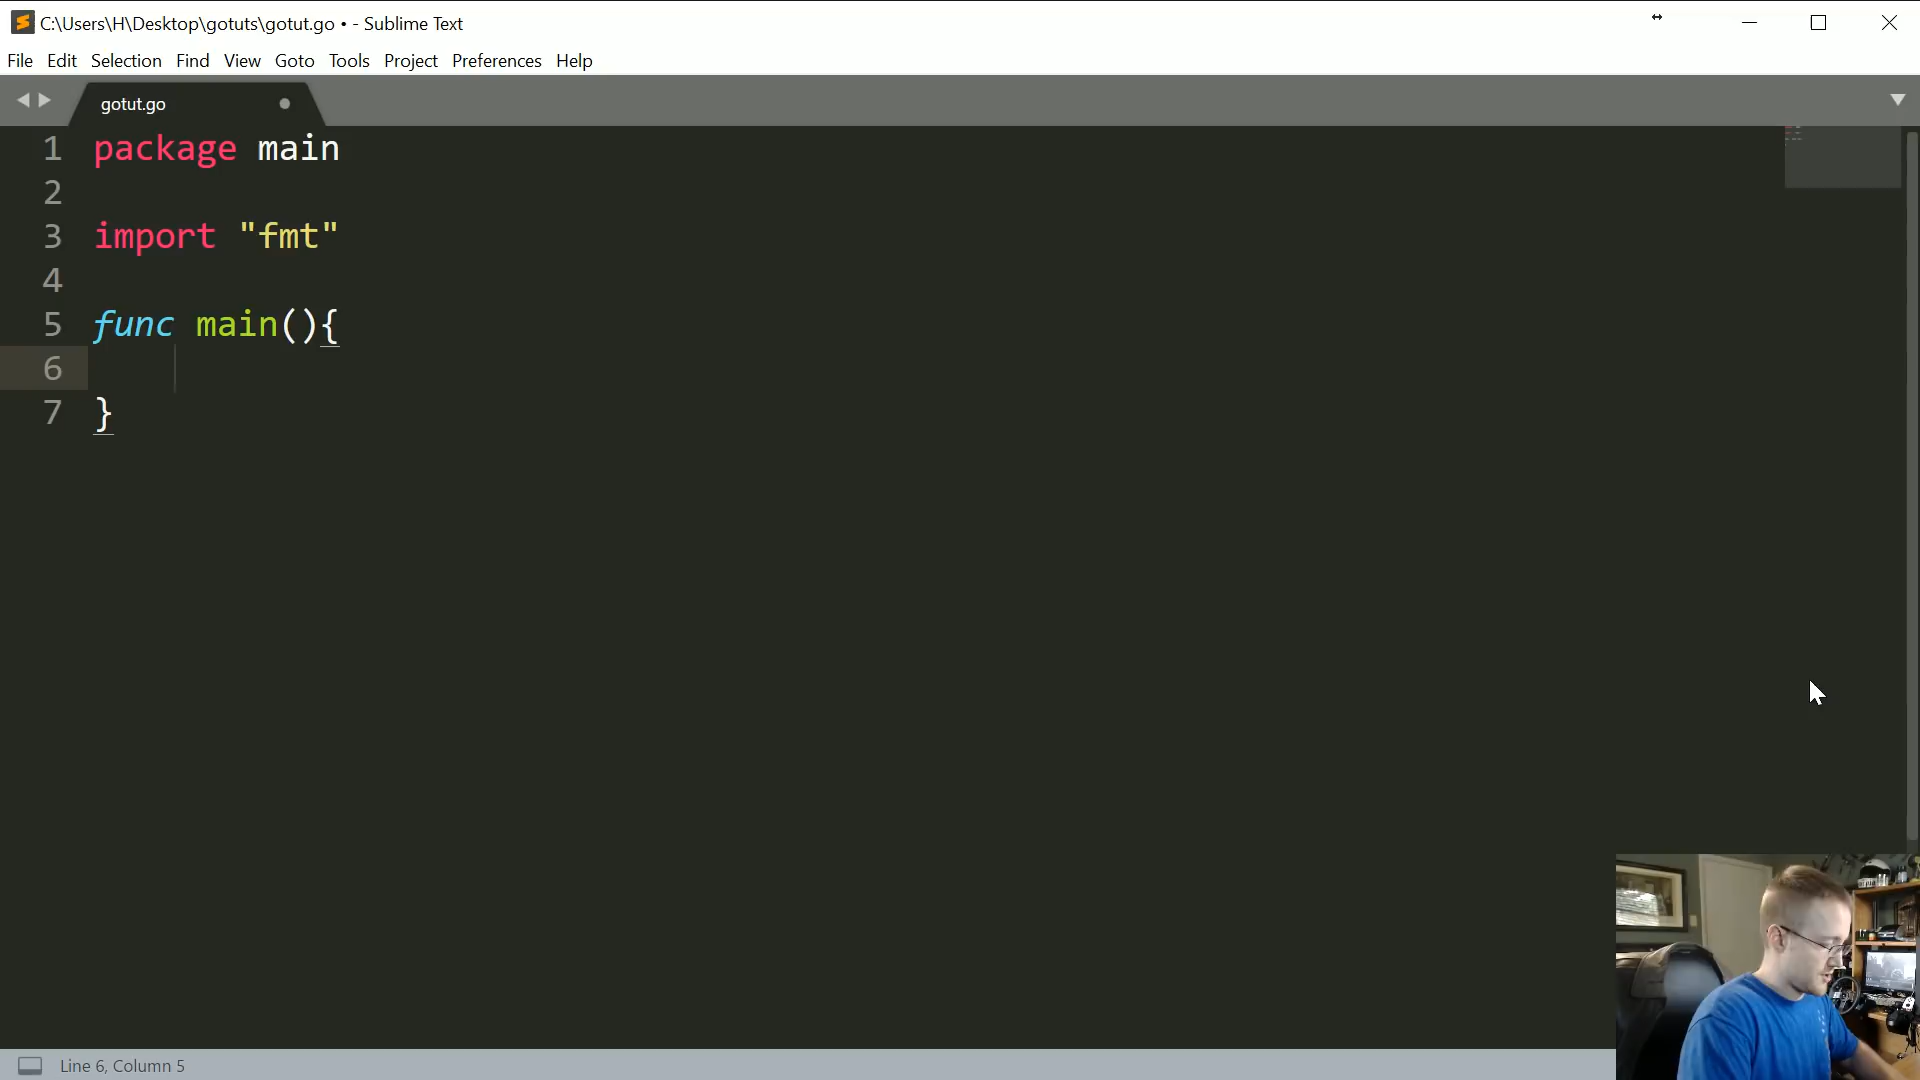 C:\Users\H\Desktop\gotuts\gotut.go • - Sublime Text
File Edit Selection Find View Goto Tools Project Preferences Help
gotut.go
1 package main
2
3 import "fmt"
4
5 func main(){
6
7 }
Line 6, Column 5